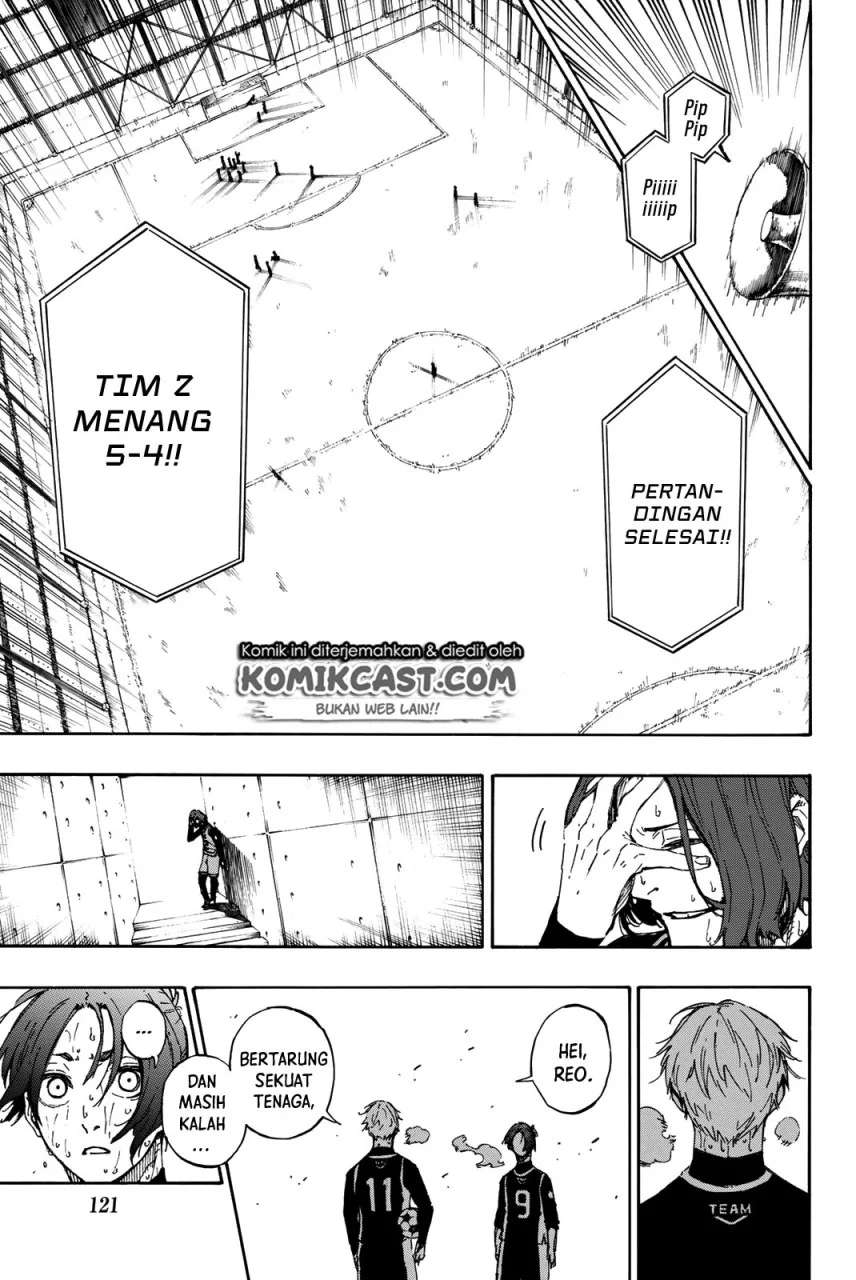 Pip
Pip
Piiiii
iiiiip
PERTAN-
DINGAN
SELESAI!!
TIM Z
MENANG
5-4!!
Komik ini diterjemahkan & diedit oleh
KOMIKCAST.COM
BUKAN WEB LAIN!!
TEAM
HEI,
REO.
11
9
BERTARUNG
SEKUAT
TENAGA,
DAN
MASIH
KALAH
...
...
121